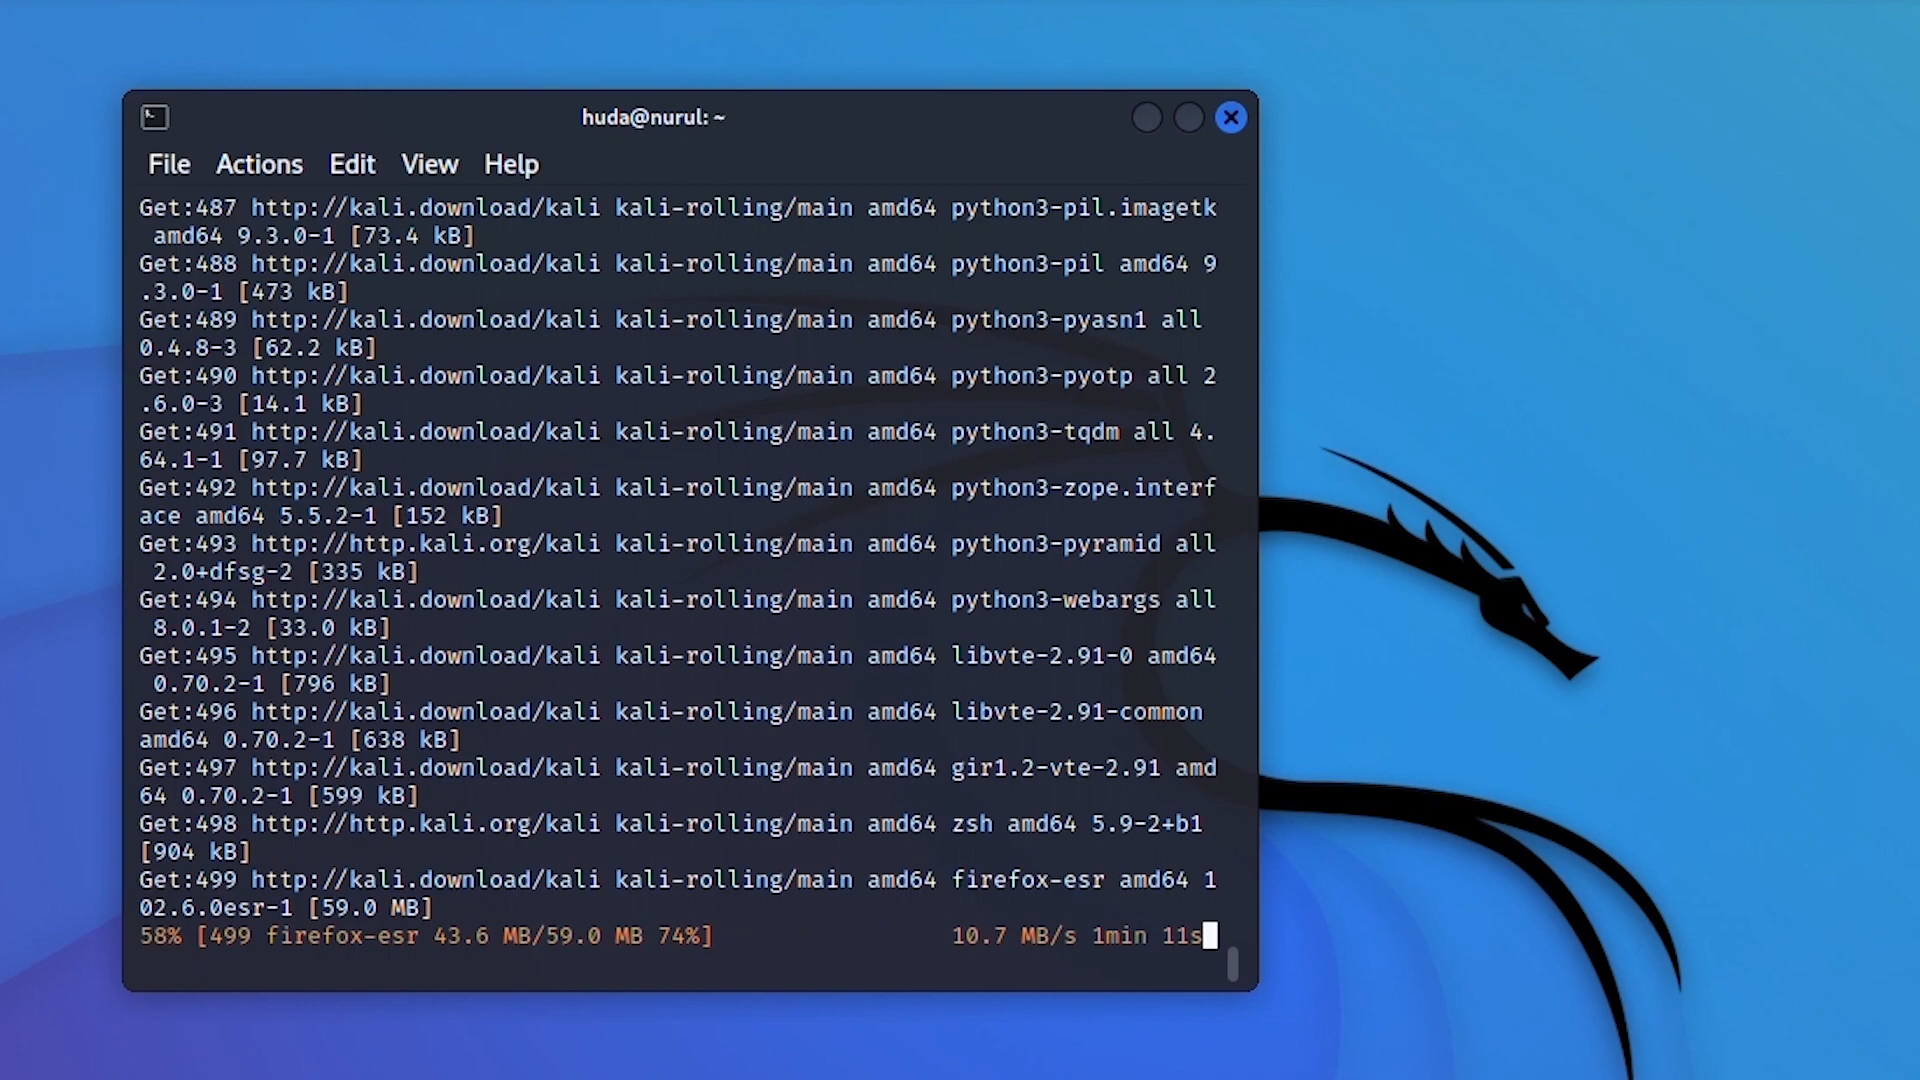 huda@nurul: ~
File Actions Edit View Help
Get:487 http://kali.download/kali kali-rolling/main amd64 python3-pil.imagetk
amd64 9.3.0-1 [73.4 kB]
Get:488 http://kali.download/kali kali-rolling/main amd64 python3-pil amd64 9
.3.0-1 [473 kB]
Get:489 http://kali.download/kali kali-rolling/main amd64 python3-pyasn1 all
0.4.8-3 [62.2 kB]
Get:490 http://kali.download/kali kali-rolling/main amd64 python3-pyotp all 2
.6.0-3 [14.1 kB]
Get:491 http://kali.download/kali kali-rolling/main amd64 python3-tqdm all 4.
64.1-1 [97.7 kB]
Get:492 http://kali.download/kali kali-rolling/main amd64 python3-zope.interf
ace amd64 5.5.2-1 [152 kB]
Get:493 http://http.kali.org/kali kali-rolling/main amd64 python3-pyramid all
2.0+dfsg-2 [335 kB]
Get:494 http://kali.download/kali kali-rolling/main amd64 python3-webargs all
8.0.1-2 [33.0 kB]
Get:495 http://kali.download/kali kali-rolling/main amd64 libvte-2.91-0 amd64
0.70.2-1 [796 kB]
Get:496 http://kali.download/kali kali-rolling/main amd64 libvte-2.91-common
amd64 0.70.2-1 [638 kB]
Get:497 http://kali.download/kali kali-rolling/main amd64 gir1.2-vte-2.91 amd
64 0.70.2-1 [599 kB]
Get:498 http://http.kali.org/kali kali-rolling/main amd64 zsh amd64 5.9-2+b1
[904 kB]
Get:499 http://kali.download/kali kali-rolling/main amd64 firefox-esr amd64 1
02.6.0esr-1 [59.0 MB]
58% [499 firefox-esr 43.6 MB/59.0 MB 74%] 10.7 MB/s 1min 11s